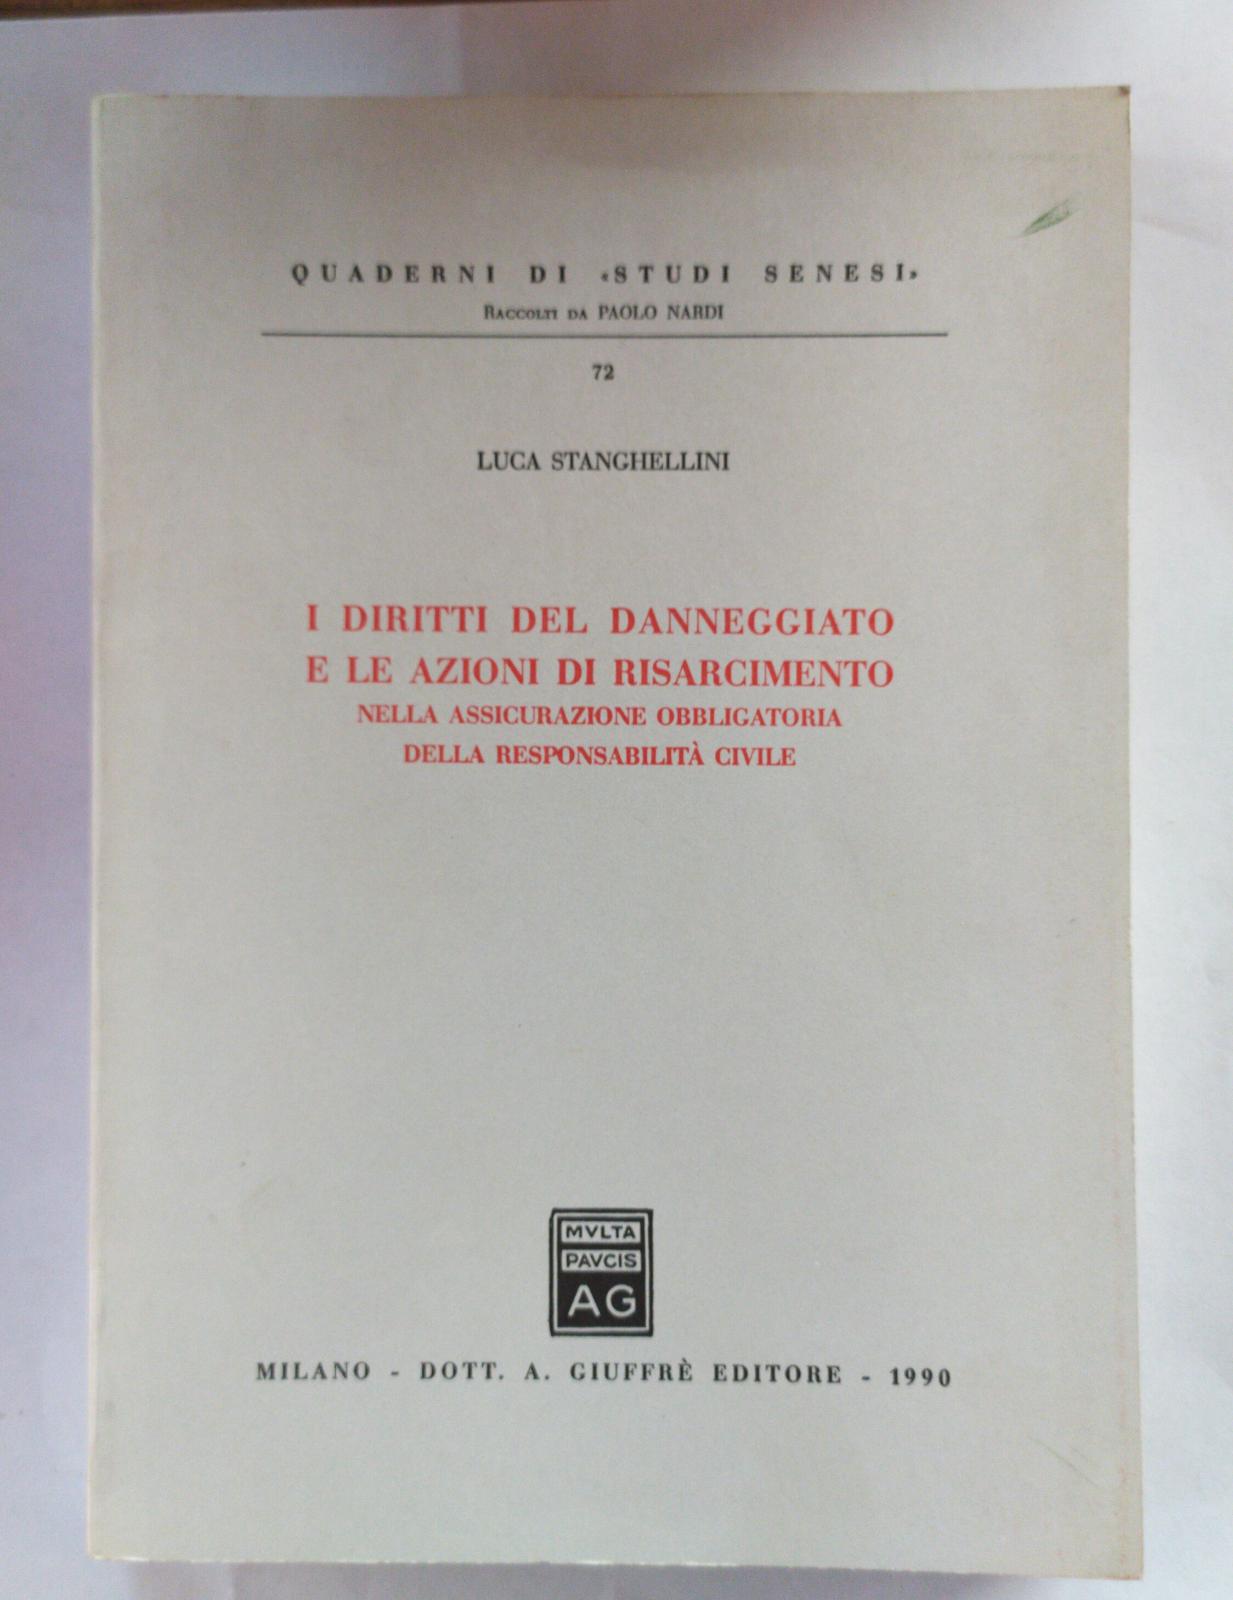 QUADERNI DI «STUDI SENESI»
RACCOLTI DA PAOLO NARDI
72
LUCA STANGHELLINI
I DIRITTI DEL DANNEGGIATO
E LE AZIONI DI RISARCIMENTO
NELLA ASSICURAZIONE OBBLIGATORIA
DELLA RESPONSABILITÀ CIVILE
MVLTA
PAVCIS
AG
MILANO - DOTT. A. GIUFFRÈ EDITORE - 1990